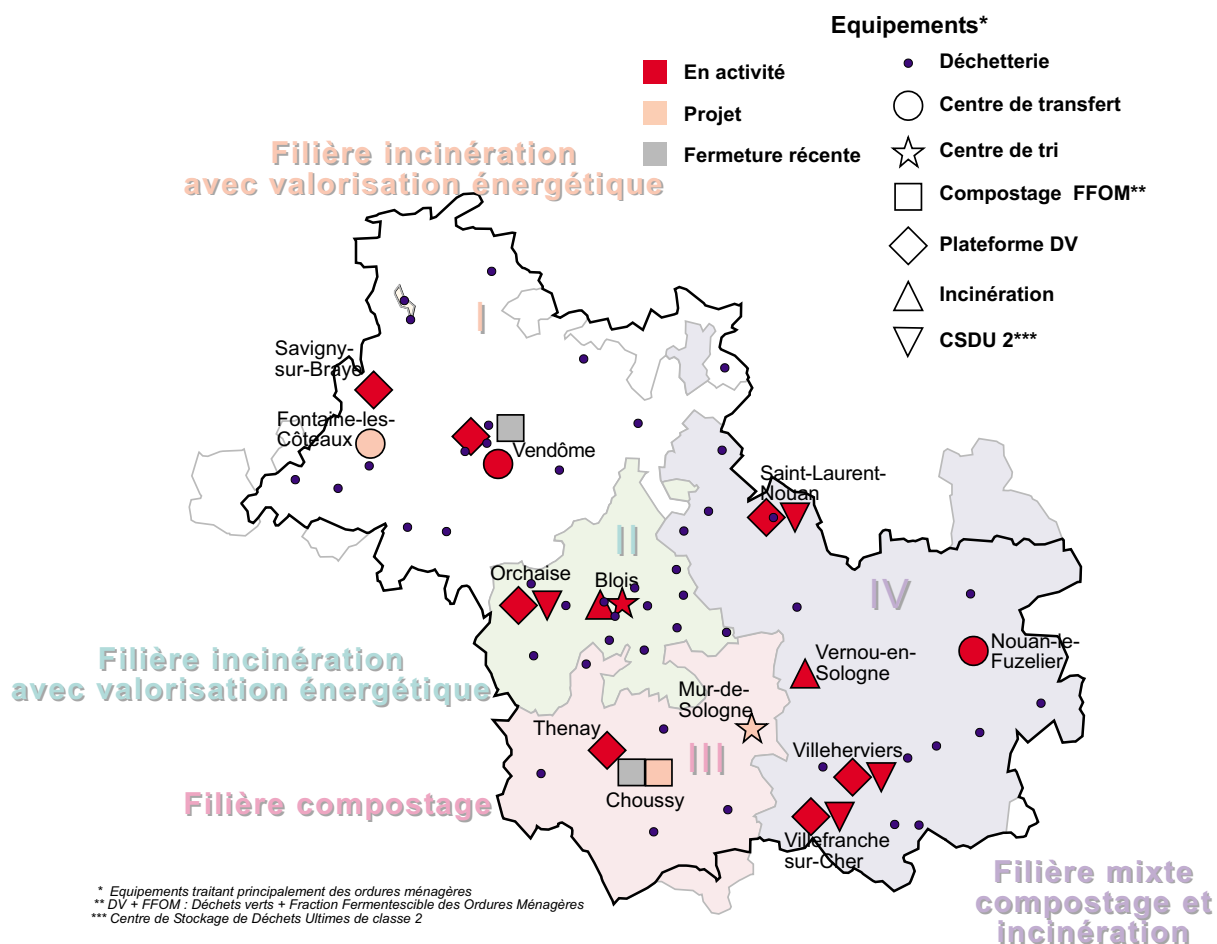 Equipements*
En activité
Projet
Fermeture récente
Déchetterie
Centre de transfert
Centre de tri
Compostage FFOM**
Plateforme DV
Incinération
CSDU 2***
Filière incinération
avec valorisation énergétique
I
Savigny-
sur-Braye
Fontaine-les-
Côteaux
Vendôme
Saint-Laurent-
Nouan
II
Orchaise
Blois
IV
Filière incinération
avec valorisation énergétique
Vernou-en-
Sologne
Nouan-le-
Fuzelier
Mur-de-
Sologne
Thenay
III
Villeherviers
Choussy
Filière compostage
Villefranche
sur-Cher
Filière mixte
compostage et
incinération
* Equipements traitant principalement des ordures ménagères
** DV + FFOM : Déchets verts + Fraction Fermentescible des Ordures Ménagères
*** Centre de Stockage de Déchets Ultimes de classe 2